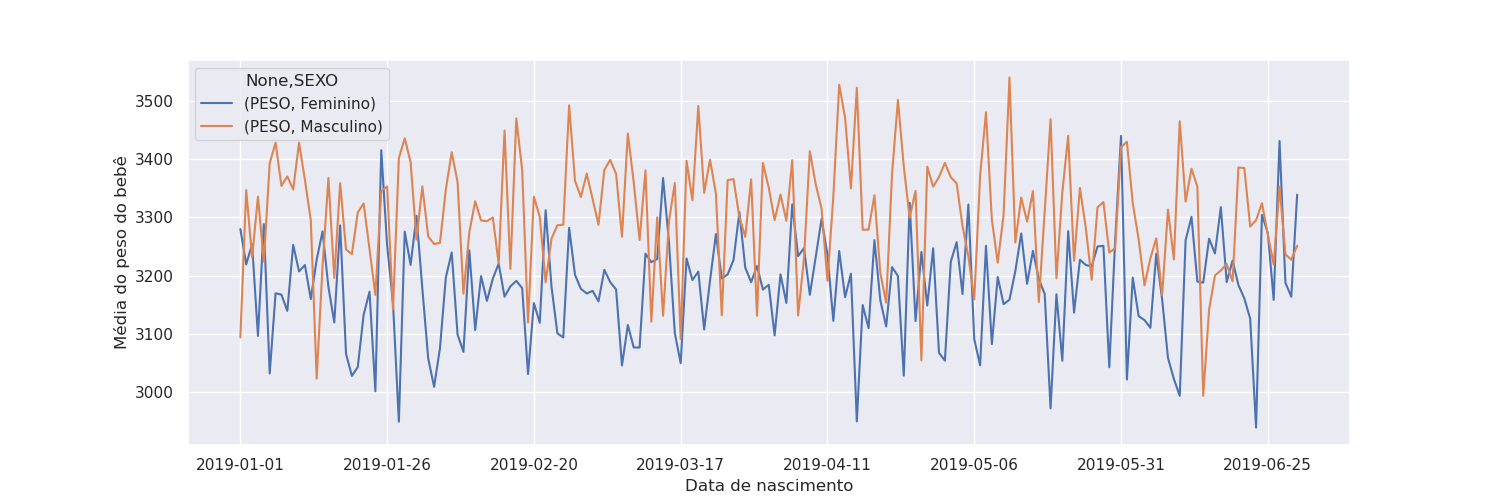 None,SEXO
(PESO, Feminino)
(PESO, Masculino)
Média do peso do bebê
3500
3400
3300
3200
3100
3000
2019-01-01 2019-01-26 2019-02-20 2019-03-17 2019-04-11 2019-05-06 2019-05-31 2019-06-25
Data de nascimento